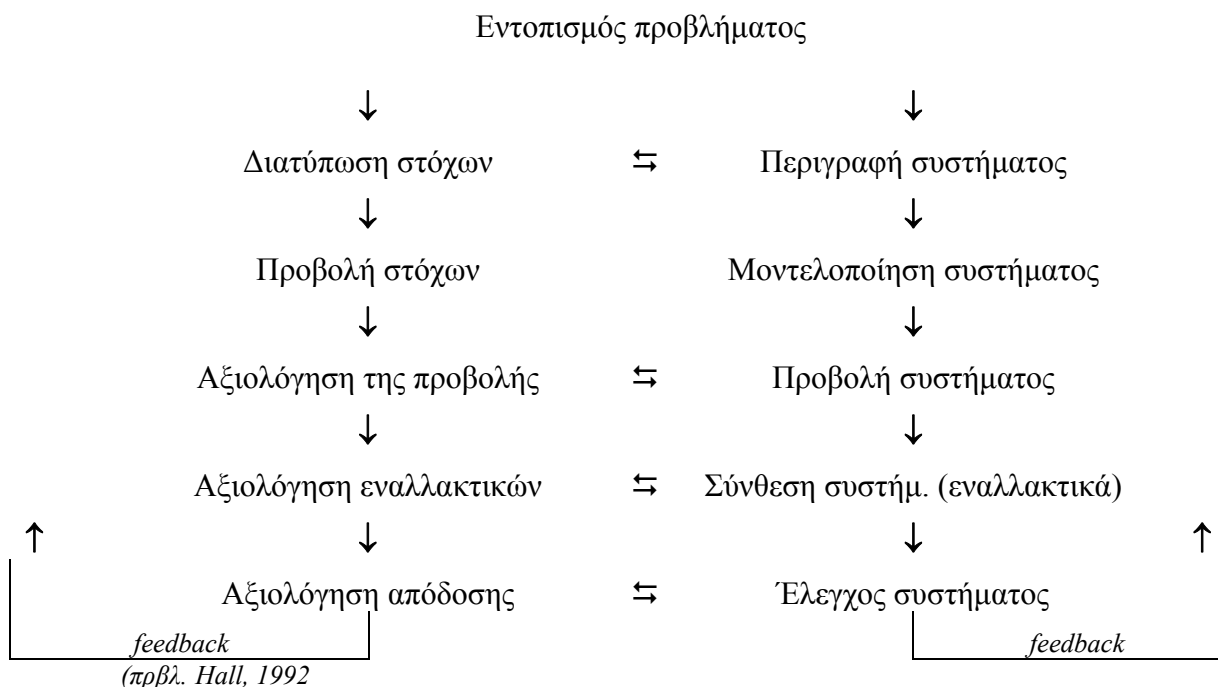 Εντοπισμός προβλήματος
↓ ↓
Διατύπωση στόχων ⇆ Περιγραφή συστήματος
↓ ↓
Προβολή στόχων Μοντελοποίηση συστήματος
↓ ↓
Αξιολόγηση της προβολής ⇆ Προβολή συστήματος
↓ ↓
Αξιολόγηση εναλλακτικών ⇆ Σύνθεση συστήμ. (εναλλακτικά)
↑ ↓ ↓ ↑
Αξιολόγηση απόδοσης ⇆ Έλεγχος συστήματος
feedback feedback
(πρβλ. Hall, 1992